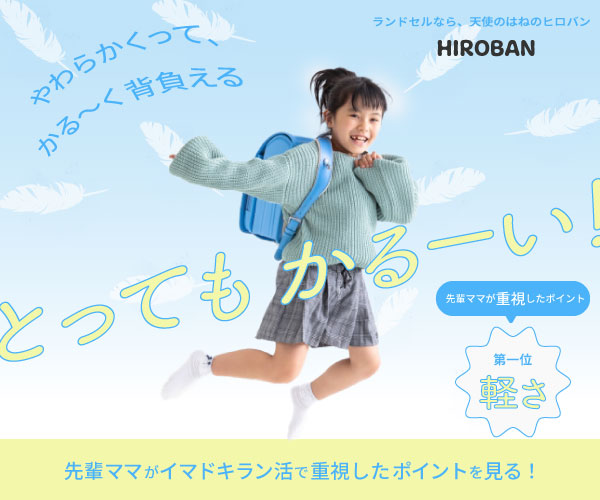 ランドセルなら、天使のはねのヒロバン
HIROBAN
やわらかくって、
かる〜く背負える
とってもかるーい!
先輩ママが重視したポイント
第一位
軽さ
先輩ママがイマドキラン活で重視したポイントを見る!